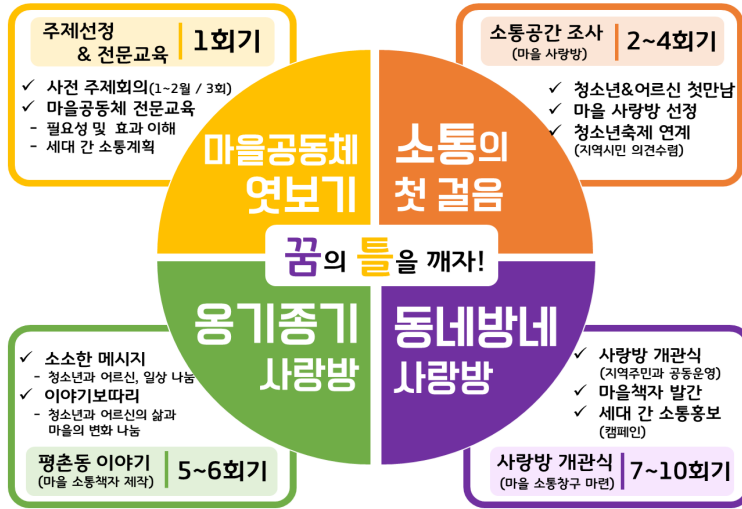 주제선정
& 전문교육
1회기
✓ 사전 주제회의(1~2월 / 3회)
✓ 마을공동체 전문교육
- 필요성 및 효과 이해
- 세대 간 소통계획
소통공간 조사
(마을 사랑방)
2~4회기
✓ 청소년&어르신 첫만남
✓ 마을 사랑방 선정
✓ 청소년축제 연계
(지역시민 의견수렴)
마을공동체
엿보기
소통의
첫 걸음
꿈의 틀을 깨자!
옹기종기
사랑방
동네방네
사랑방
✓ 소소한 메시지
- 청소년과 어르신, 일상 나눔
✓ 이야기보따리
- 청소년과 어르신의 삶과
마을의 변화 나눔
평촌동 이야기
(마을 소통책자 제작)
5~6회기
✓ 사랑방 개관식
(지역주민과 공동운영)
✓ 마을책자 발간
✓ 세대 간 소통홍보
(캠페인)
사랑방 개관식
(마을 소통창구 마련)
7~10회기